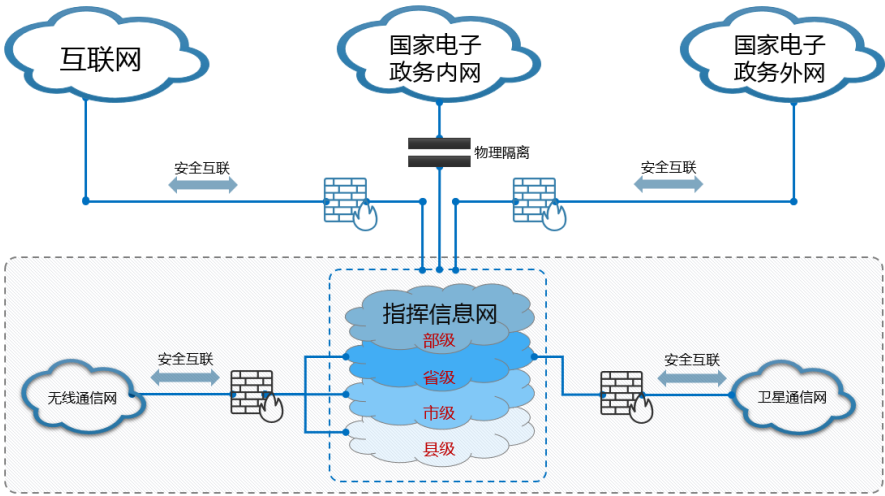 互联网
国家电子
政务内网
国家电子
政务外网
物理隔离
安全互联
安全互联
指挥信息网
部级
省级
市级
县级
无线通信网
安全互联
安全互联
卫星通信网